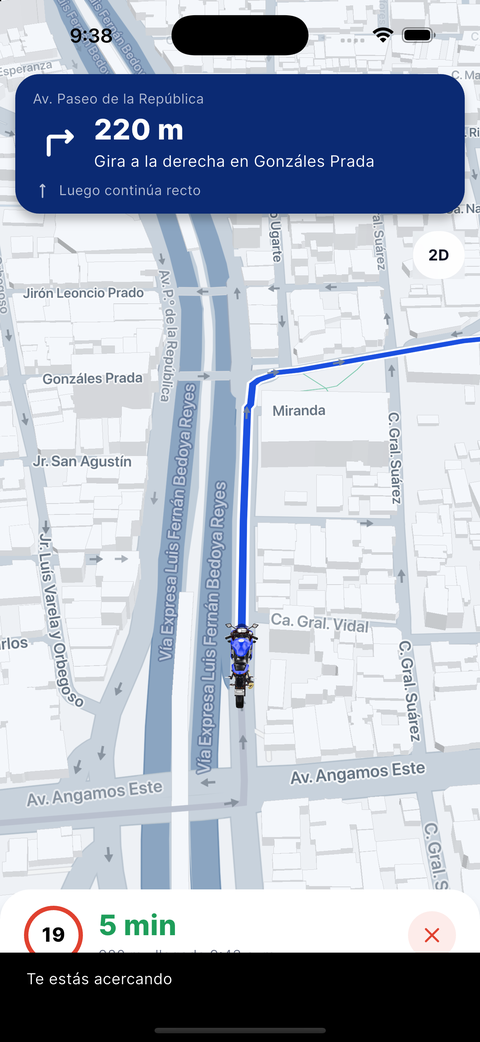 9:38
Esperanza
Av. Paseo de la República
220 m
Gira a la derecha en Gonzáles Prada
Luego continúa recto
2D
Ugarte
Suárez
Jirón Leoncio Prado
Av. P.º de la República
Gonzáles Prada
Miranda
Jr. San Agustín
C. Gral. Suárez
Vía Expresa Luis Fernán Bedoya Reyes
Vía Expresa Luis Fernán Bedoya Reyes
Jr. Luis Varela y Orbegoso
Ca. Gral. Vidal
C. Gral. Suárez
Av. Angamos Este
Av. Angamos Este
C. Gral. S
19
5 min
Te estás acercando